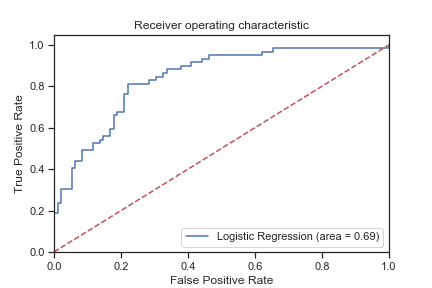 Receiver operating characteristic
True Positive Rate
1.0
0.8
0.6
0.4
0.2
0.0
Logistic Regression (area = 0.69)
0.0 0.2 0.4 0.6 0.8 1.0
False Positive Rate